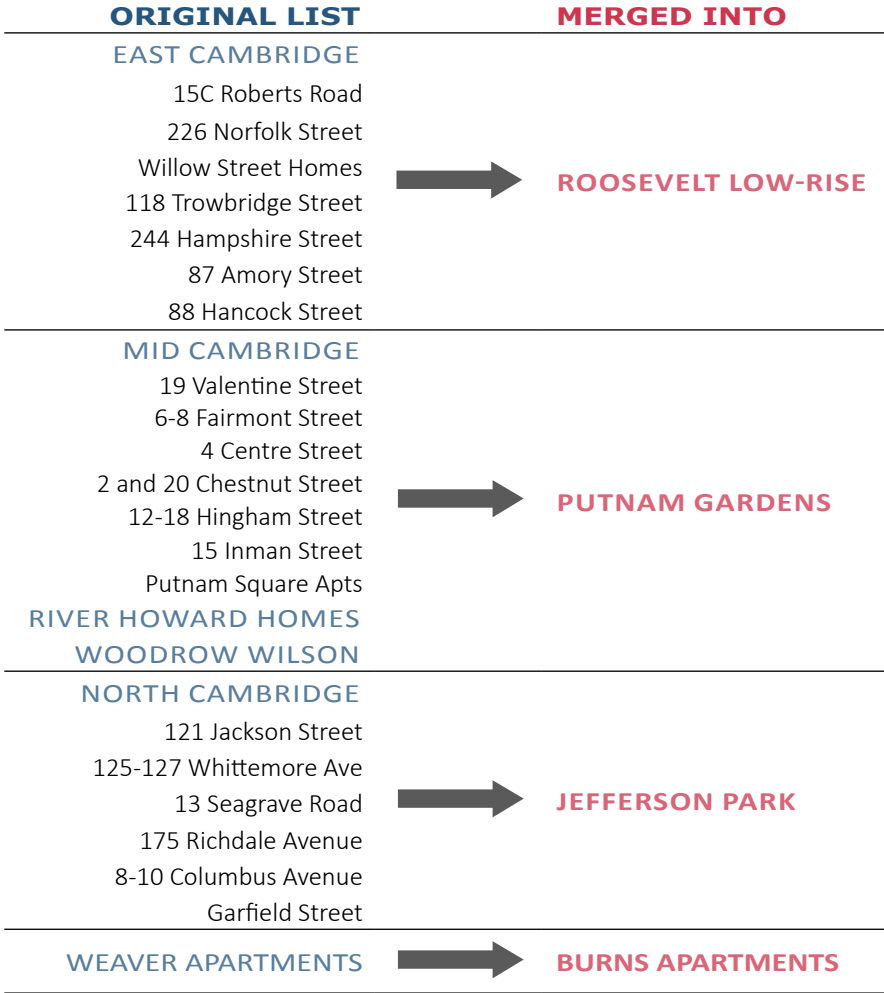 ORIGINAL LIST MERGED INTO
EAST CAMBRIDGE
15C Roberts Road
226 Norfolk Street
Willow Street Homes
118 Trowbridge Street
244 Hampshire Street
87 Amory Street
88 Hancock Street
ROOSEVELT LOW-RISE
MID CAMBRIDGE
19 Valentine Street
6-8 Fairmont Street
4 Centre Street
2 and 20 Chestnut Street
12-18 Hingham Street
15 Inman Street
Putnam Square Apts
RIVER HOWARD HOMES
WOODROW WILSON
PUTNAM GARDENS
NORTH CAMBRIDGE
121 Jackson Street
125-127 Whittemore Ave
13 Seagrave Road
175 Richdale Avenue
8-10 Columbus Avenue
Garfield Street
JEFFERSON PARK
WEAVER APARTMENTS BURNS APARTMENTS